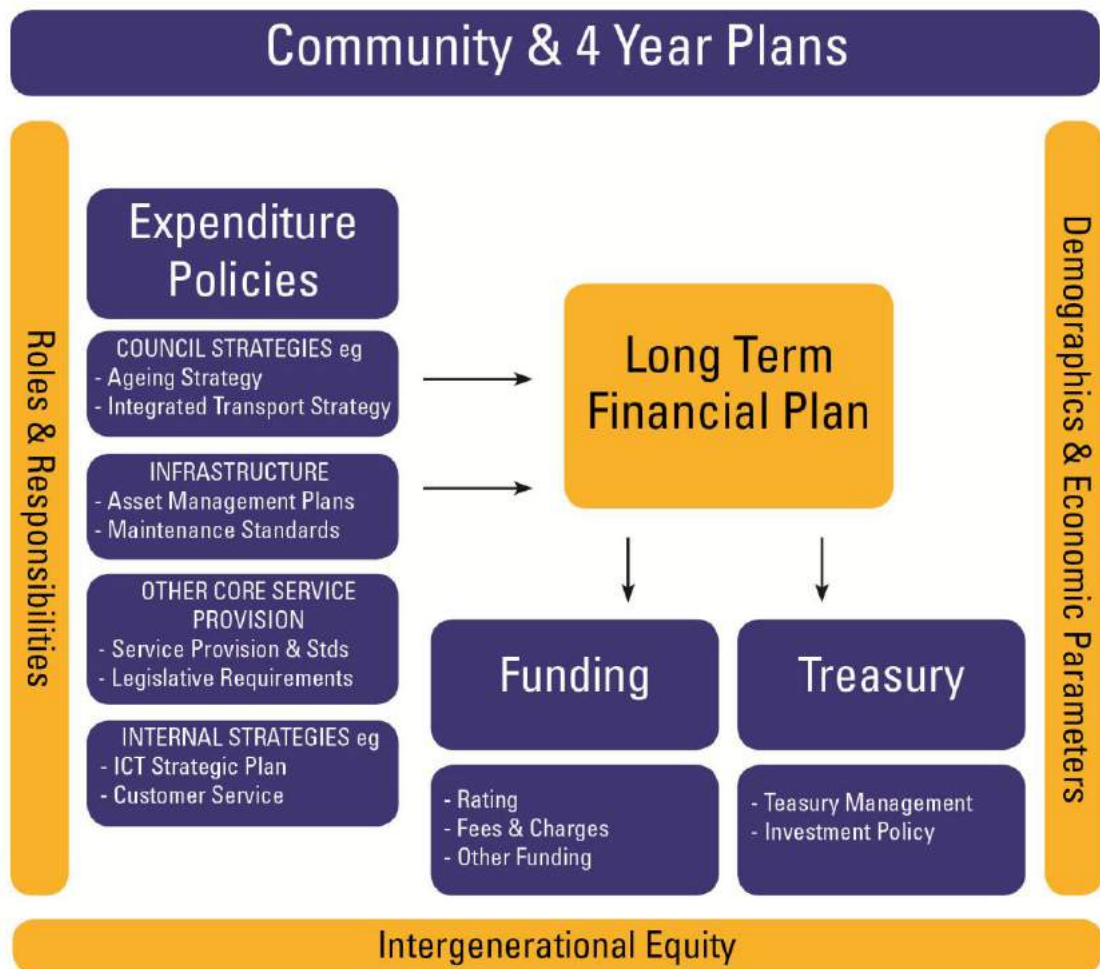 Community & 4 Year Plans
Roles & Responsibilities
Expenditure
Policies
COUNCIL STRATEGIES eg
- Ageing Strategy
- Integrated Transport Strategy
INFRASTRUCTURE
- Asset Management Plans
- Maintenance Standards
OTHER CORE SERVICE
PROVISION
- Service Provision & Stds
- Legislative Requirements
INTERNAL STRATEGIES eg
- ICT Strategic Plan
- Customer Service
Long Term
Financial Plan
Funding
- Rating
- Fees & Charges
- Other Funding
Treasury
- Teasury Management
- Investment Policy
Demographics & Economic Parameters
Intergenerational Equity